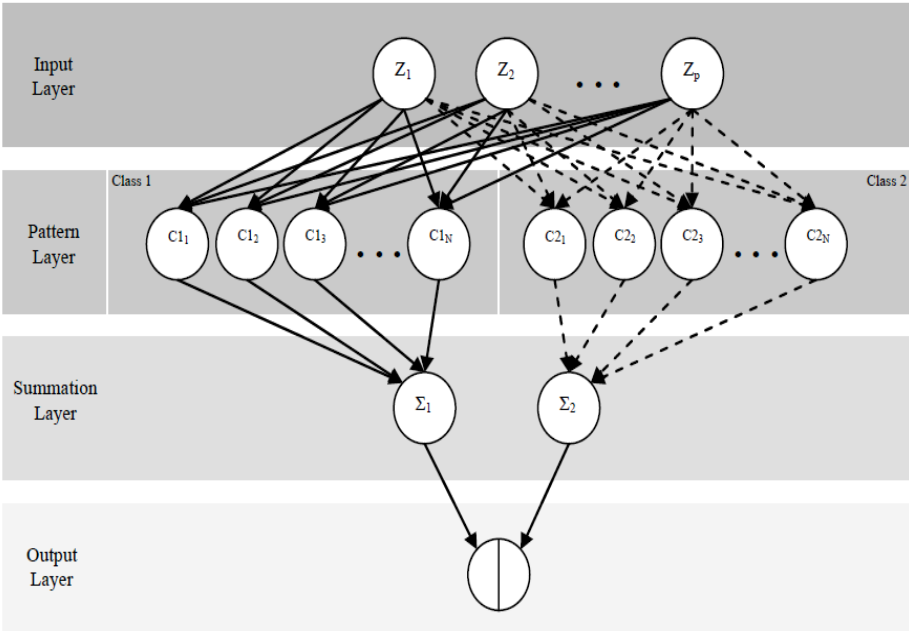 Input
Layer
Z₁ Z₂ ... Zₚ
Class 1 Class 2
Pattern
Layer
C1₁ C1₂ C1₃ ... C1N C2₁ C2₂ C2₃ ... C2N
Summation
Layer
Σ₁ Σ₂
Output
Layer